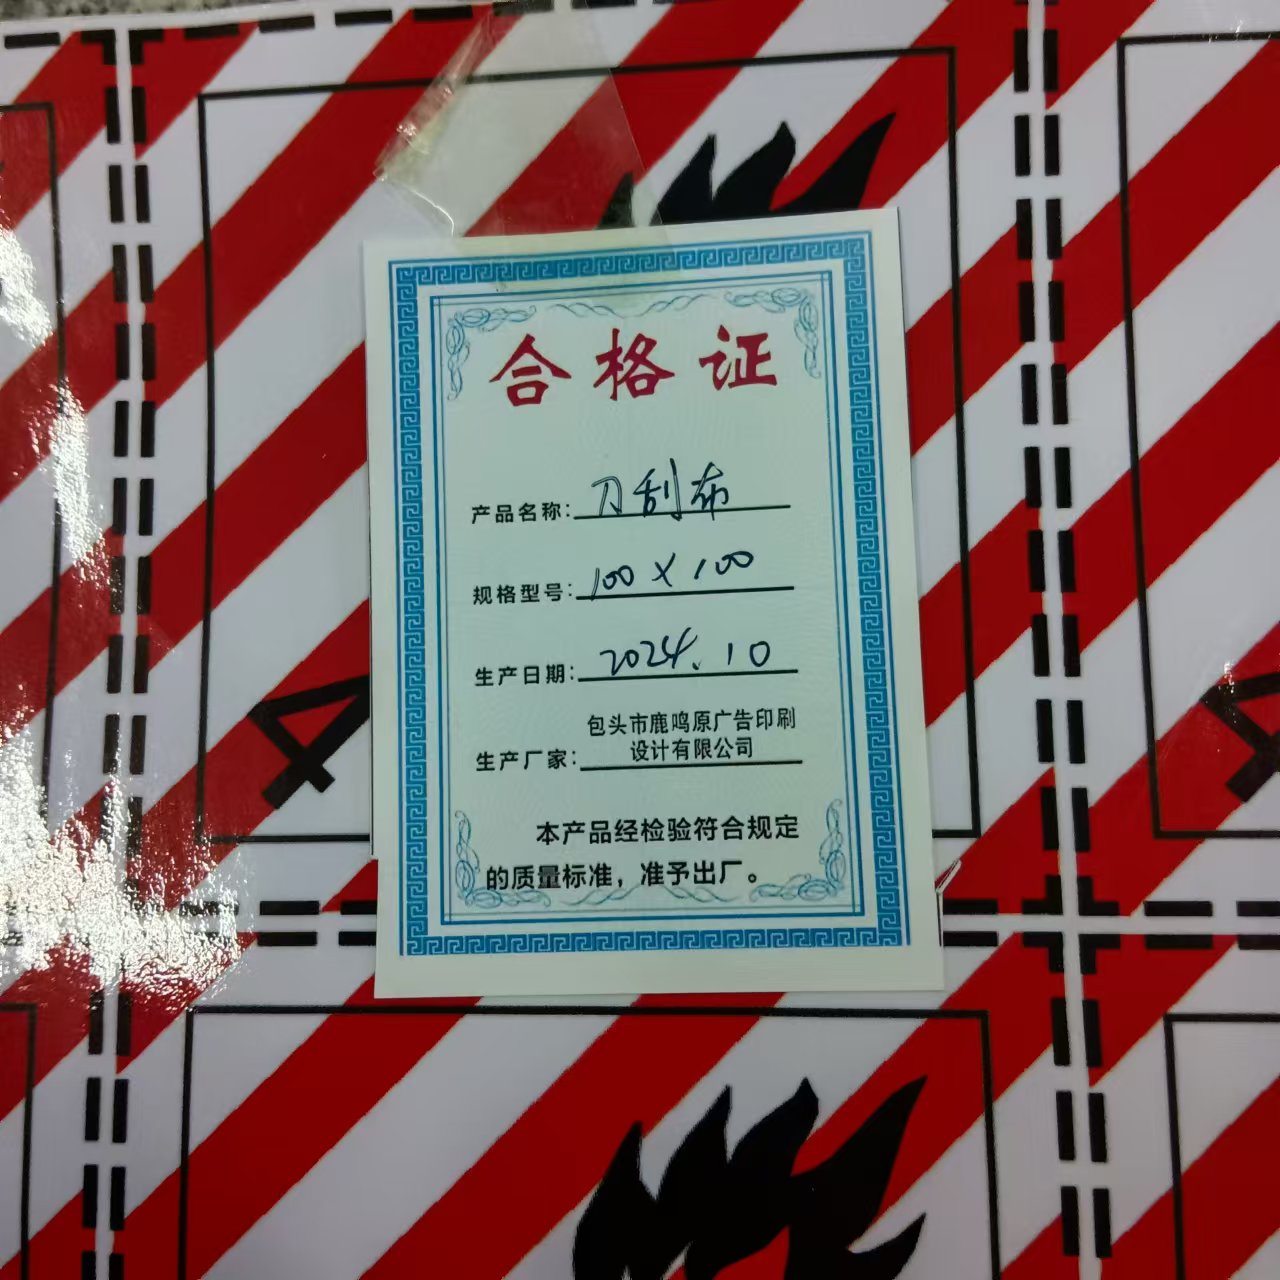 合格证
产品名称：刀刮布
规格型号：100×100
生产日期：2024.10
包头市鹿鸣原广告印刷
生产厂家：设计有限公司
本产品经检验符合规定
的质量标准，准予出厂。
4
4